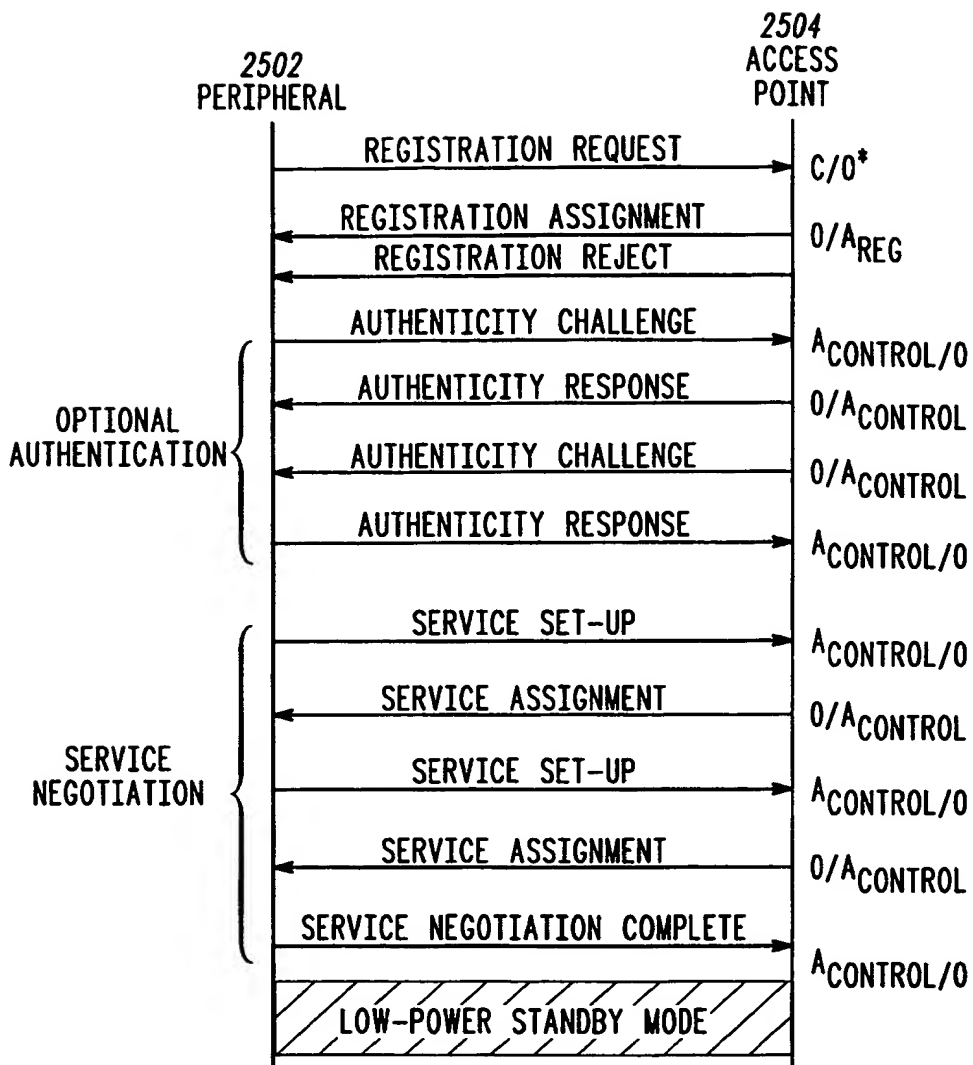 2502
PERIPHERAL
2504
ACCESS
POINT
REGISTRATION REQUEST
C/0*
REGISTRATION ASSIGNMENT
0/AREG
REGISTRATION REJECT
AUTHENTICITY CHALLENGE
ACONTROL/0
AUTHENTICITY RESPONSE
0/ACONTROL
OPTIONAL
AUTHENTICATION
AUTHENTICITY CHALLENGE
0/ACONTROL
AUTHENTICITY RESPONSE
ACONTROL/0
SERVICE SET-UP
ACONTROL/0
SERVICE ASSIGNMENT
0/ACONTROL
SERVICE
NEGOTIATION
SERVICE SET-UP
ACONTROL/0
SERVICE ASSIGNMENT
0/ACONTROL
SERVICE NEGOTIATION COMPLETE
ACONTROL/0
LOW-POWER STANDBY MODE